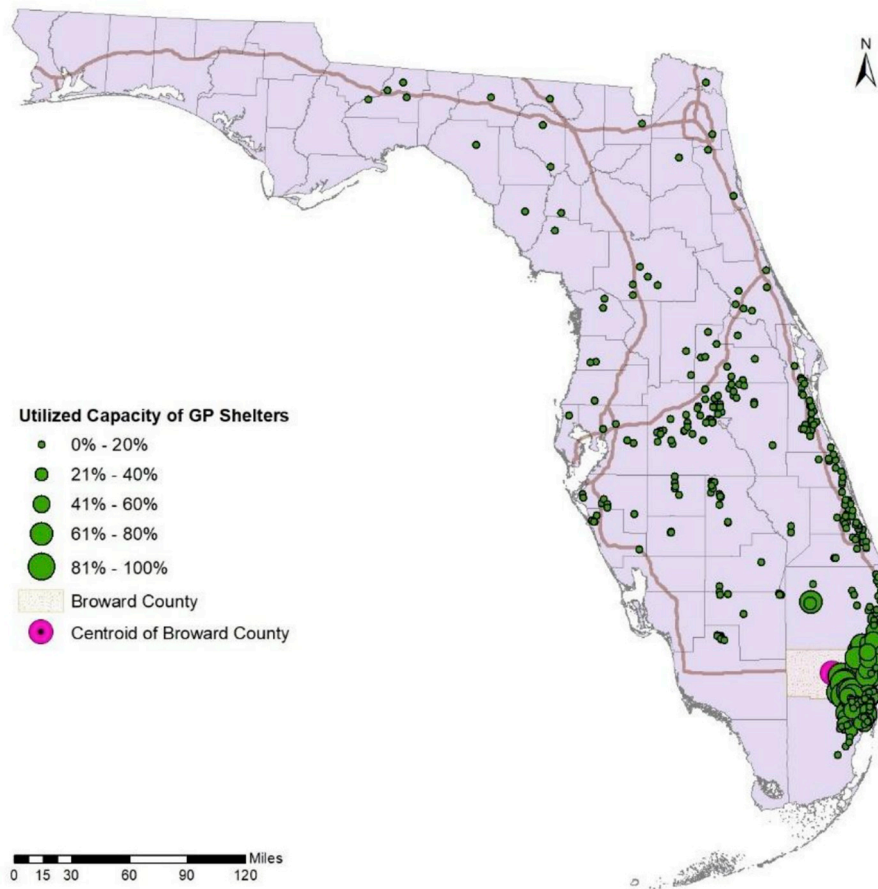 N
Utilized Capacity of GP Shelters
0% - 20%
21% - 40%
41% - 60%
61% - 80%
81% - 100%
Broward County
Centroid of Broward County
Miles
0 15 30 60 90 120